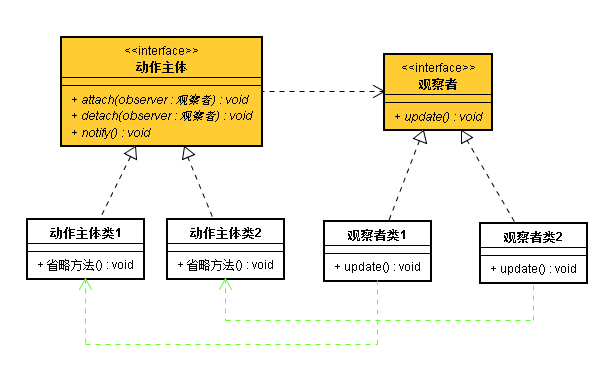 <<interface>>
动作主体
+ attach(observer : 观察者) : void
+ detach(observer : 观察者) : void
+ notify() : void
<<interface>>
观察者
+ update() : void
动作主体类1
+ 省略方法() : void
动作主体类2
+ 省略方法() : void
观察者类1
+ update() : void
观察者类2
+ update() : void